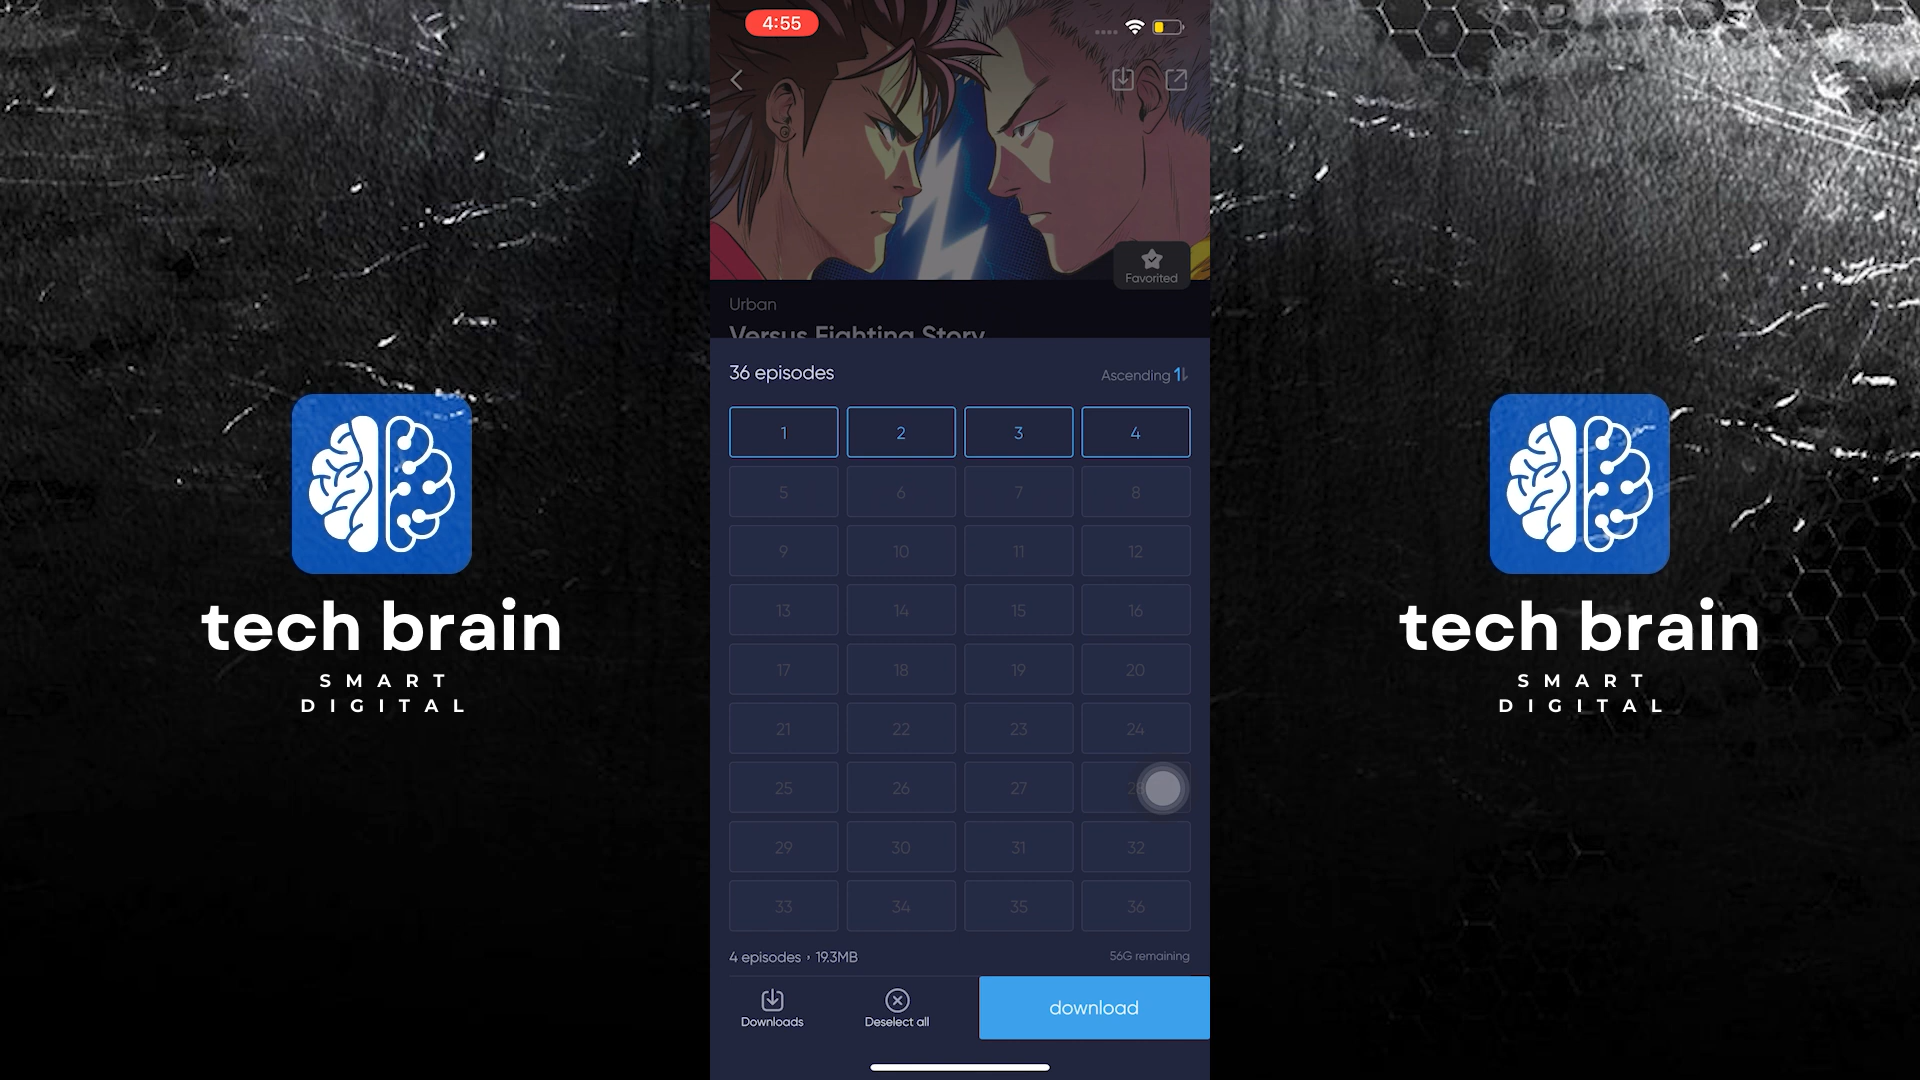 4:55
Favorited
Urban
Versus Fighting Story
36 episodes
Ascending
1 2 3 4
5 6 7 8
9 10 11 12
13 14 15 16
17 18 19 20
21 22 23 24
25 26 27 28
29 30 31 32
33 34 35 36
4 episodes • 19.3MB
56G remaining
Downloads
Deselect all
download
tech brain
SMART
DIGITAL
tech brain
SMART
DIGITAL